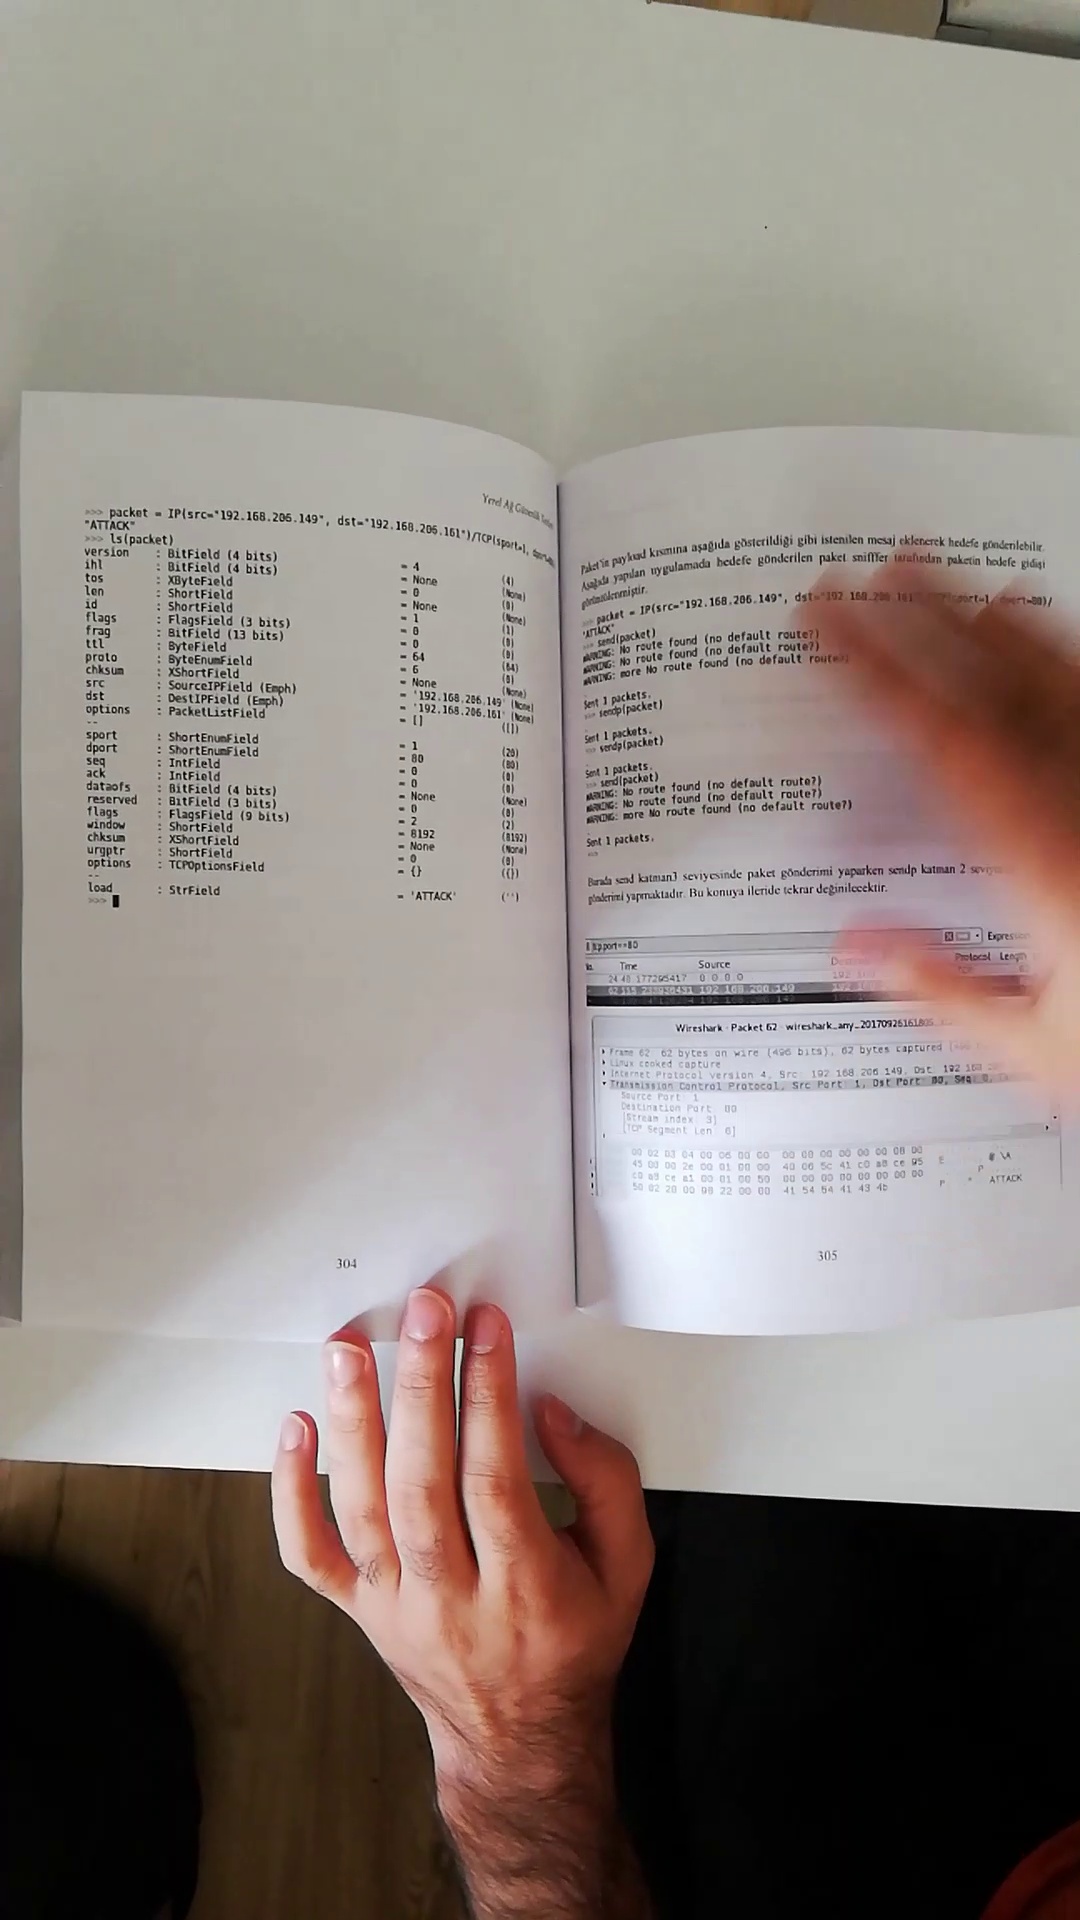 Yerel Ağ Güvenlik
>>> packet = IP(src="192.168.206.149", dst="192.168.206.161")/TCP(sport=1, dport=80)/
"ATTACK"
>>> ls(packet)
version : BitField (4 bits) = 4 (4)
ihl : BitField (4 bits) = None (None)
tos : XByteField = 0 (0)
len : ShortField = None (None)
id : ShortField = 1 (1)
flags : FlagsField (3 bits) = 0 (0)
frag : BitField (13 bits) = 0 (0)
ttl : ByteField = 64 (64)
proto : ByteEnumField = 6 (0)
chksum : XShortField = None (None)
src : SourceIPField (Emph) = '192.168.206.149' (None)
dst : DestIPField (Emph) = '192.168.206.161' (None)
options : PacketListField = [] ([])
--
sport : ShortEnumField = 1 (20)
dport : ShortEnumField = 80 (80)
seq : IntField = 0 (0)
ack : IntField = 0 (0)
dataofs : BitField (4 bits) = None (None)
reserved : BitField (3 bits) = 0 (0)
flags : FlagsField (9 bits) = 2 (2)
window : ShortField = 8192 (8192)
chksum : XShortField = None (None)
urgptr : ShortField = 0 (0)
options : TCPOptionsField = {} ({})
--
load : StrField = 'ATTACK' ('')
>>>
304
Paket'in payload kısmına aşağıda gösterildiği gibi istenilen mesaj eklenerek hedefe gönderilebilir.
Aşağıda yapılan uygulamada hedefe gönderilen paket snifffer tarafından paketin hedefe gidişi
görüntülenmiştir.
>>> packet = IP(src="192.168.206.149", dst="192.168.206.161")/TCP(sport=1, dport=80)/
"ATTACK"
>>> send(packet)
WARNING: No route found (no default route?)
WARNING: No route found (no default route?)
WARNING: more No route found (no default route?)
.
Sent 1 packets.
>>> sendp(packet)
.
Sent 1 packets.
>>> sendp(packet)
.
Sent 1 packets.
>>> send(packet)
WARNING: No route found (no default route?)
WARNING: No route found (no default route?)
WARNING: more No route found (no default route?)
.
Sent 1 packets.
>>>
Burada send katman3 seviyesinde paket gönderimi yaparken sendp katman 2
gönderimi yapmaktadır. Bu konuya ileride tekrar değinilecektir.
tcp.port==80 Expression
Time Source Protocol Length
24 40.177295417 0.0.0.0 192.168
62 192.168.206.149
Wireshark · Packet 62 · wireshark_any_20170926161805
Frame 62: 62 bytes on wire (496 bits), 62 bytes captured
Linux cooked capture
Internet Protocol Version 4, Src: 192.168.206.149, Dst: 192.168.206
Transmission Control Protocol, Src Port: 1, Dst Port: 80, Seq: 0,
Source Port: 1
Destination Port: 80
[Stream index: 3]
[TCP Segment Len: 6]
00 02 03 04 00 06 00 00 00 00 00 00 00 00 08 00
45 00 00 2e 00 01 00 00 40 06 5c 41 c0 a8 ce 95 E @ \A
c0 a8 ce a1 00 01 00 50 00 00 00 00 00 00 00 00 P
50 02 20 00 98 22 00 00 41 54 54 41 43 4b P " ATTACK
305